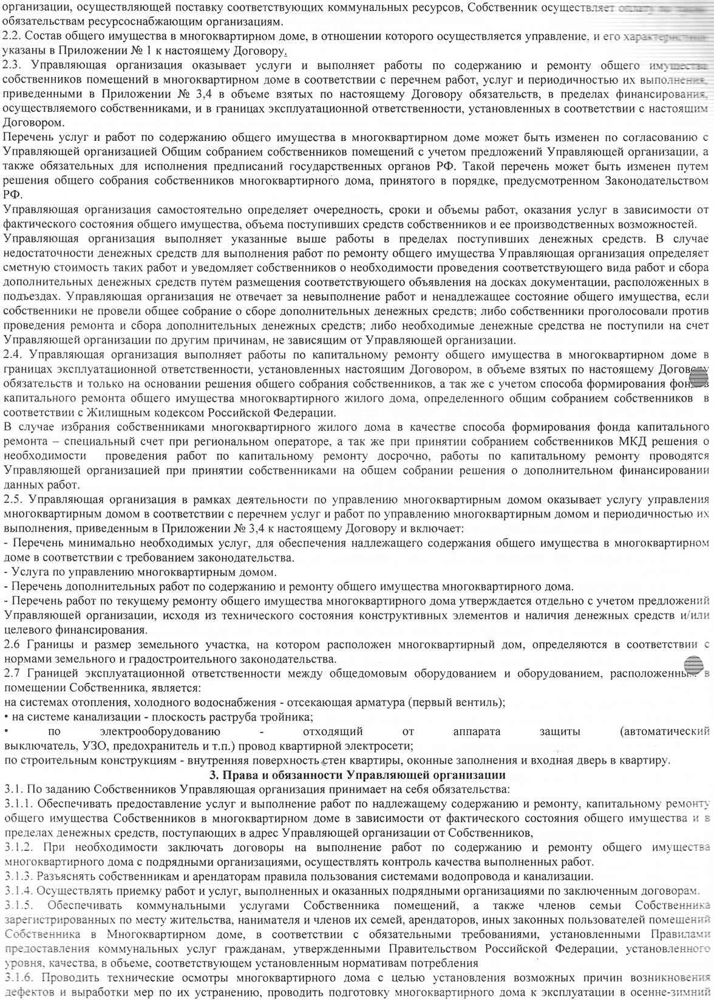 организации, осуществляющей поставку соответствующих коммунальных ресурсов, Собственник осуществляет оплату по
обязательствам ресурсоснабжающим организациям.
2.2. Состав общего имущества в многоквартирном доме, в отношении которого осуществляется управление, и его характеристики
указаны в Приложении № 1 к настоящему Договору.
2.3. Управляющая организация оказывает услуги и выполняет работы по содержанию и ремонту общего имущества
собственников помещений в многоквартирном доме в соответствии с перечнем работ, услуг и периодичностью их выполнения,
приведенными в Приложении № 3,4 в объеме взятых по настоящему Договору обязательств, в пределах финансирования,
осуществляемого собственниками, и в границах эксплуатационной ответственности, установленных в соответствии с настоящим
Договором.
Перечень услуг и работ по содержанию общего имущества в многоквартирном доме может быть изменен по согласованию с
Управляющей организацией Общим собранием собственников помещений с учетом предложений Управляющей организации, а
также обязательных для исполнения предписаний государственных органов РФ. Такой перечень может быть изменен путем
решения общего собрания собственников многоквартирного дома, принятого в порядке, предусмотренном Законодательством
РФ.
Управляющая организация самостоятельно определяет очередность, сроки и объемы работ, оказания услуг в зависимости от
фактического состояния общего имущества, объема поступивших средств собственников и ее производственных возможностей.
Управляющая организация выполняет указанные выше работы в пределах поступивших денежных средств. В случае
недостаточности денежных средств для выполнения работ по ремонту общего имущества Управляющая организация определяет
сметную стоимость таких работ и уведомляет собственников о необходимости проведения соответствующего вида работ и сбора
дополнительных денежных средств путем размещения соответствующего объявления на досках документации, расположенных в
подъездах. Управляющая организация не отвечает за невыполнение работ и ненадлежащее состояние общего имущества, если
собственники не провели общее собрание о сборе дополнительных денежных средств; либо собственники проголосовали против
проведения ремонта и сбора дополнительных денежных средств; либо необходимые денежные средства не поступили на счет
Управляющей организации по другим причинам, не зависящим от Управляющей организации.
2.4. Управляющая организация выполняет работы по капитальному ремонту общего имущества в многоквартирном доме в
границах эксплуатационной ответственности, установленных настоящим Договором, в объеме взятых по настоящему Договору
обязательств и только на основании решения общего собрания собственников, а так же с учетом способа формирования фондов
капитального ремонта общего имущества многоквартирного жилого дома, определенного общим собранием собственников в
соответствии с Жилищным кодексом Российской Федерации.
В случае избрания собственниками многоквартирного жилого дома в качестве способа формирования фонда капитального
ремонта – специальный счет при региональном операторе, а так же при принятии собранием собственников МКД решения о
необходимости проведения работ по капитальному ремонту досрочно, работы по капитальному ремонту проводятся
Управляющей организацией при принятии собственниками на общем собрании решения о дополнительном финансировании
данных работ.
2.5. Управляющая организация в рамках деятельности по управлению многоквартирным домом оказывает услугу управления
многоквартирным домом в соответствии с перечнем услуг и работ по управлению многоквартирным домом и периодичностью их
выполнения, приведенным в Приложении № 3,4 к настоящему Договору и включает:
- Перечень минимально необходимых услуг, для обеспечения надлежащего содержания общего имущества в многоквартирном
доме в соответствии с требованием законодательства.
- Услуга по управлению многоквартирным домом.
- Перечень дополнительных работ по содержанию и ремонту общего имущества многоквартирного дома.
- Перечень работ по текущему ремонту общего имущества многоквартирного дома утверждается отдельно с учетом предложений
Управляющей организации, исходя из технического состояния конструктивных элементов и наличия денежных средств и/или
целевого финансирования.
2.6 Границы и размер земельного участка, на котором расположен многоквартирный дом, определяются в соответствии с
нормами земельного и градостроительного законодательства.
2.7 Границей эксплуатационной ответственности между общедомовым оборудованием и оборудованием, расположенным в
помещении Собственника, является:
на системах отопления, холодного водоснабжения - отсекающая арматура (первый вентиль);
• на системе канализации - плоскость раструба тройника;
• по электрооборудованию - отходящий от аппарата защиты (автоматический
выключатель, УЗО, предохранитель и т.п.) провод квартирной электросети;
по строительным конструкциям - внутренняя поверхность стен квартиры, оконные заполнения и входная дверь в квартиру.
3. Права и обязанности Управляющей организации
3.1. По заданию Собственников Управляющая организация принимает на себя обязательства:
3.1.1. Обеспечивать предоставление услуг и выполнение работ по надлежащему содержанию и ремонту, капитальному ремонту
общего имущества Собственников в многоквартирном доме в зависимости от фактического состояния общего имущества и в
пределах денежных средств, поступающих в адрес Управляющей организации от Собственников,
3.1.2. При необходимости заключать договоры на выполнение работ по содержанию и ремонту общего имущества
многоквартирного дома с подрядными организациями, осуществлять контроль качества выполненных работ.
3.1.3. Разъяснять собственникам и арендаторам правила пользования системами водопровода и канализации.
3.1.4. Осуществлять приемку работ и услуг, выполненных и оказанных подрядными организациями по заключенным договорам.
3.1.5. Обеспечивать коммунальными услугами Собственника помещений, а также членов семьи Собственника
зарегистрированных по месту жительства, нанимателя и членов их семей, арендаторов, иных законных пользователей помещений
Собственника в Многоквартирном доме, в соответствии с обязательными требованиями, установленными Правилами
предоставления коммунальных услуг гражданам, утвержденными Правительством Российской Федерации, установленного
уровня, качества, в объеме, соответствующем установленным нормативам потребления
3.1.6. Проводить технические осмотры многоквартирного дома с целью установления возможных причин возникновения
дефектов и выработки мер по их устранению, проводить подготовку многоквартирного дома к эксплуатации в осенне-зимний